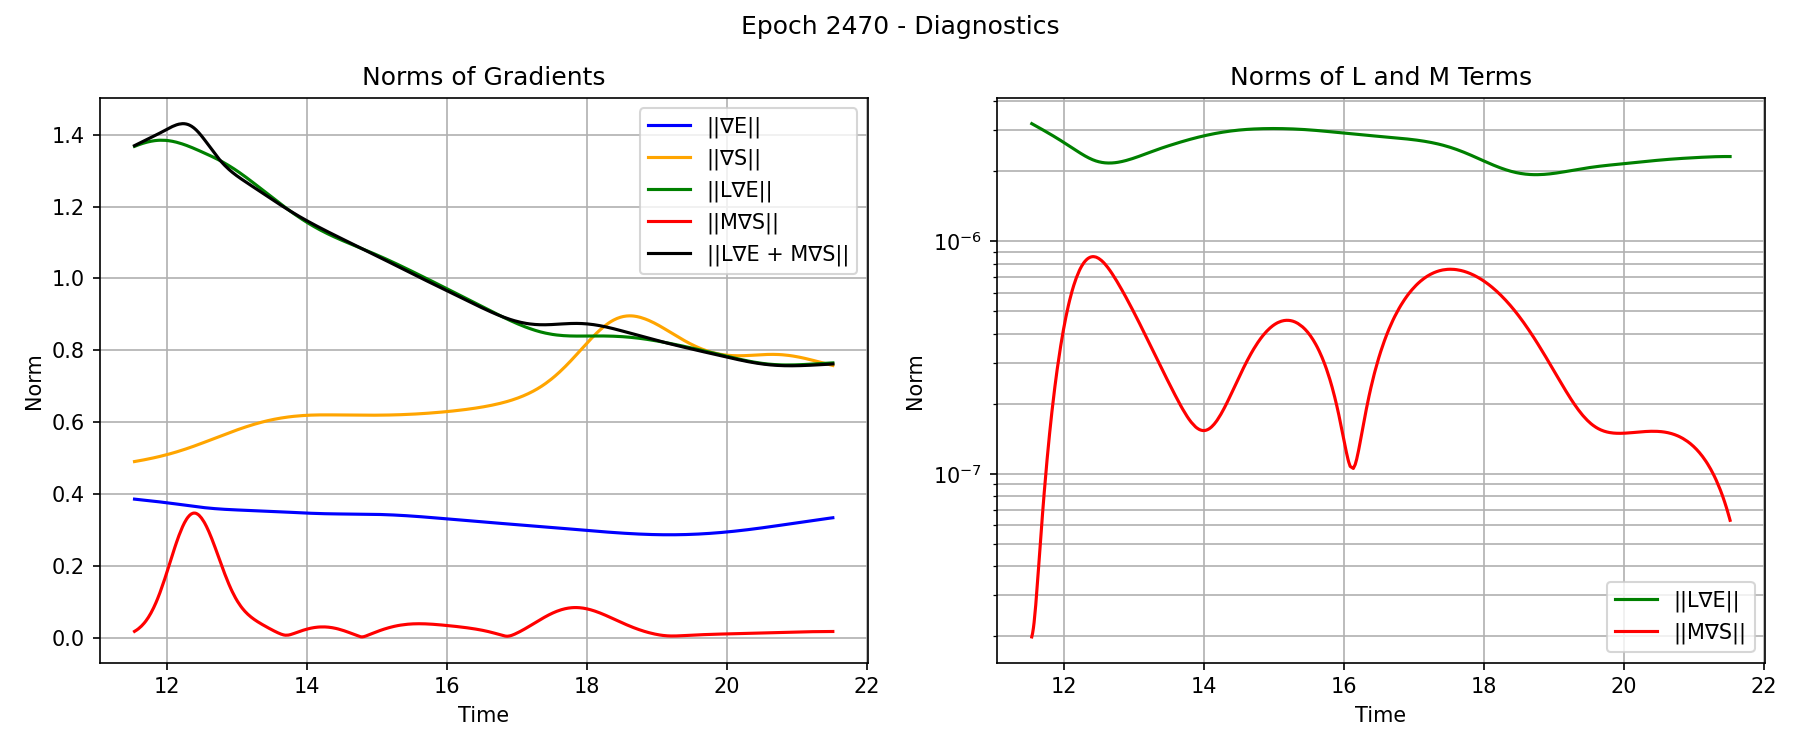 Epoch 2470 - Diagnostics
Norms of Gradients
Norm
1.4
1.2
1.0
0.8
0.6
0.4
0.2
0.0
||∇E||
||∇S||
||L∇E||
||M∇S||
||L∇E + M∇S||
12 14 16 18 20 22
Time
Norms of L and M Terms
Norm
10⁻⁶
10⁻⁷
||L∇E||
||M∇S||
12 14 16 18 20 22
Time